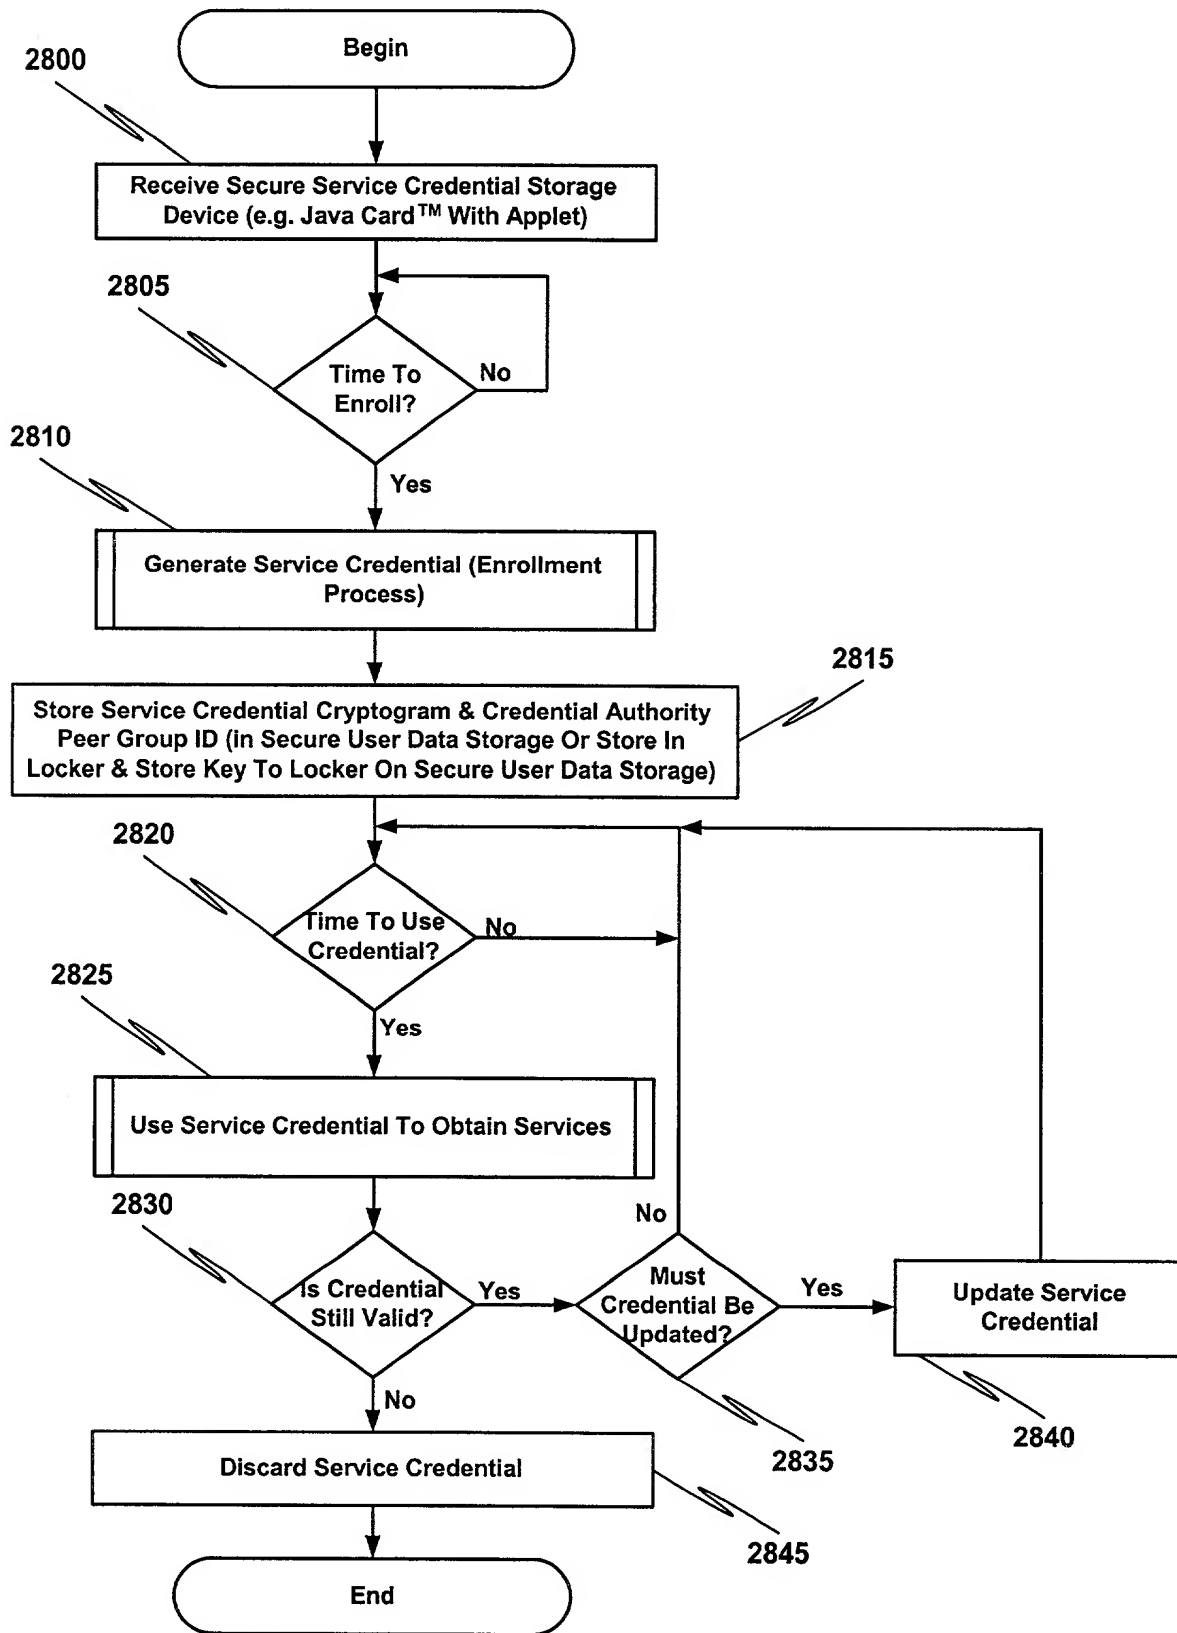 Begin
2800
Receive Secure Service Credential Storage
Device (e.g. Java Card™ With Applet)
2805
Time To
Enroll?
No
2810
Yes
Generate Service Credential (Enrollment
Process)
2815
Store Service Credential Cryptogram & Credential Authority
Peer Group ID (in Secure User Data Storage Or Store In
Locker & Store Key To Locker On Secure User Data Storage)
2820
Time To Use
Credential?
No
2825
Yes
Use Service Credential To Obtain Services
2830
No
Is Credential
Still Valid?
Yes
Must
Credential Be
Updated?
Yes
Update Service
Credential
No
2835
2840
Discard Service Credential
2845
End